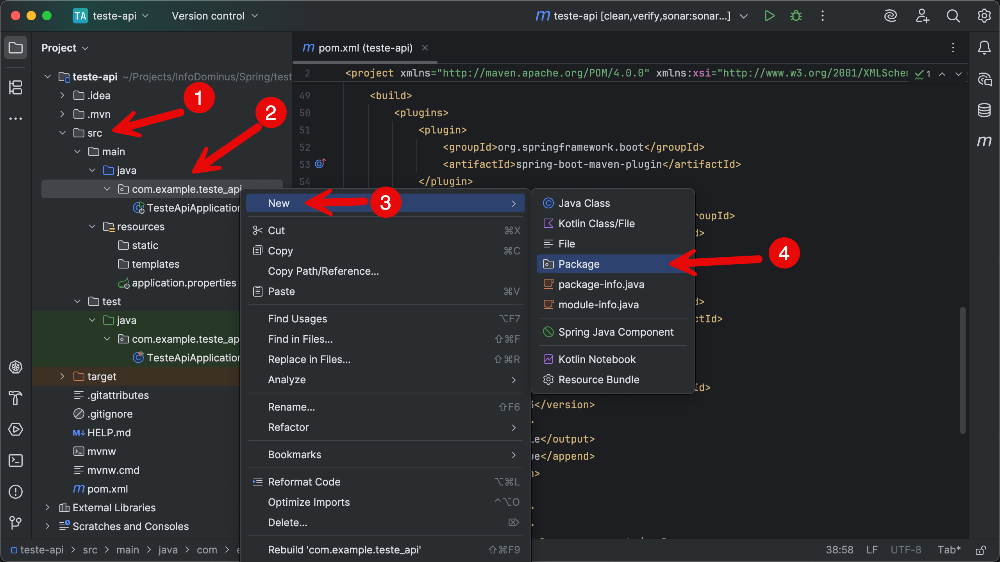 TA teste-api
Version control
m teste-api [clean,verify,sonar:sonar...]
Project
m pom.xml (teste-api)
teste-api ~/Projects/InfoDominus/Spring/test
.idea
.mvn
src
main
java
com.example.teste_api
TesteApiApplication
resources
static
templates
application.properties
test
java
com.example.teste_ap
TesteApiApplication
target
.gitattributes
.gitignore
M↓ HELP.md
mvnw
mvnw.cmd
m pom.xml
External Libraries
Scratches and Consoles
1
2
3
4
2 <project xmlns="http://maven.apache.org/POM/4.0.0" xmlns:xsi="http://www.w3.org/2001/XMLSche
1
49 <build>
50 <plugins>
51 <plugin>
52 <groupId>org.springframework.boot</groupId>
53 <artifactId>spring-boot-maven-plugin</artifactId>
54 </plugin>
roupId>
d>
d>
ctId>
Id>
</version>
>
le</output>
ue</append>
>
>
>
New
Cut ⌘X
Copy ⌘C
Copy Path/Reference...
Paste ⌘V
Find Usages ⌥F7
Find in Files... ⇧⌘F
Replace in Files... ⇧⌘R
Analyze
Rename... ⇧F6
Refactor
Bookmarks
Reformat Code ⌥⌘L
Optimize Imports ^⌥O
Delete... ⌦
Rebuild 'com.example.teste_api' ⇧⌘F9
Java Class
Kotlin Class/File
File
Package
package-info.java
module-info.java
Spring Java Component
Kotlin Notebook
Resource Bundle
m
teste-api > src > main > java > com >
38:58 LF UTF-8 Tab*